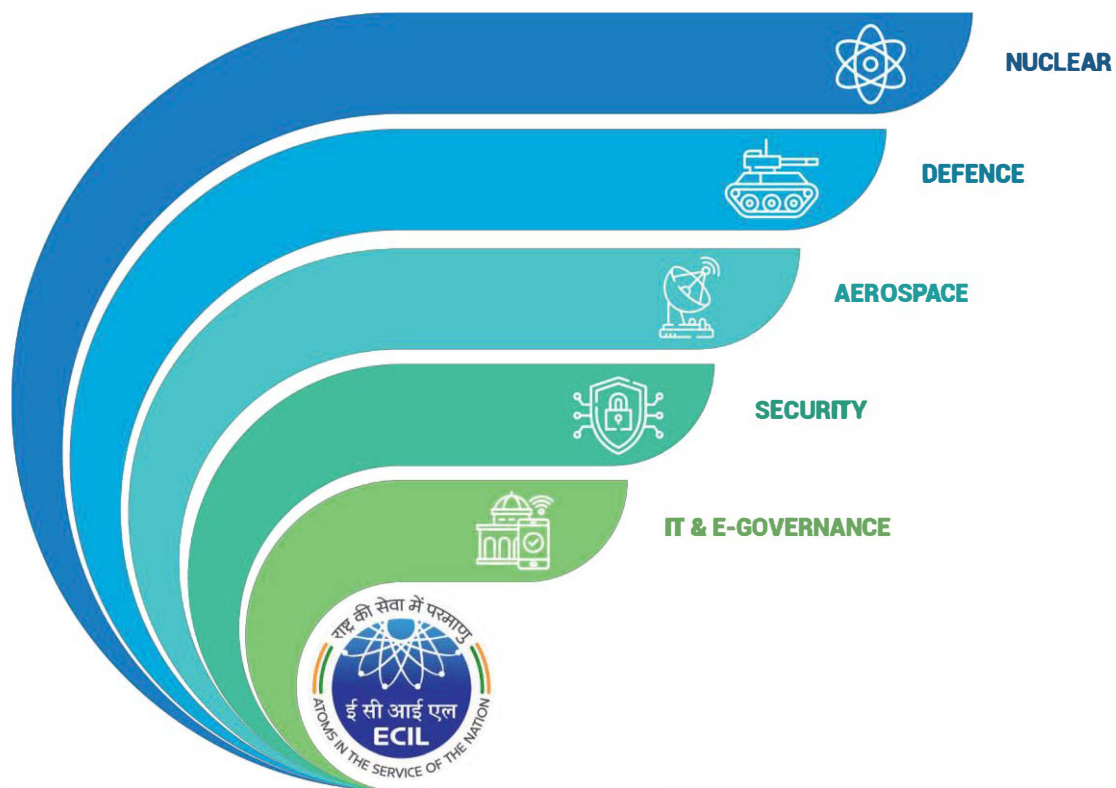 NUCLEAR
DEFENCE
AEROSPACE
SECURITY
IT & E-GOVERNANCE
राष्ट्र की सेवा में परमाणु
ई सी आई एल
ECIL
ATOMS IN THE SERVICE OF THE NATION